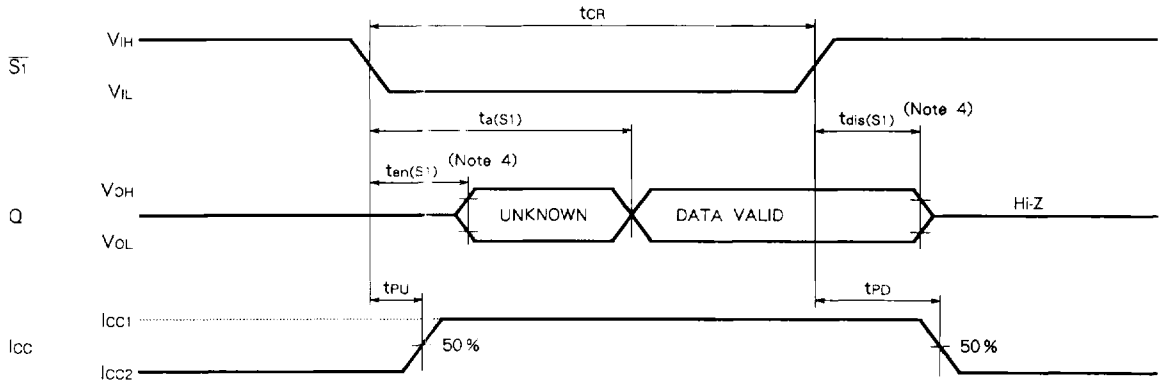 tCR
VIH
S1
VIL
ta(S1)
tdis(S1)
(Note 4)
ten(S1)
(Note 4)
VOH
Q
UNKNOWN
DATA VALID
Hi-Z
VOL
tPU
tPD
ICC1
ICC
50%
50%
ICC2